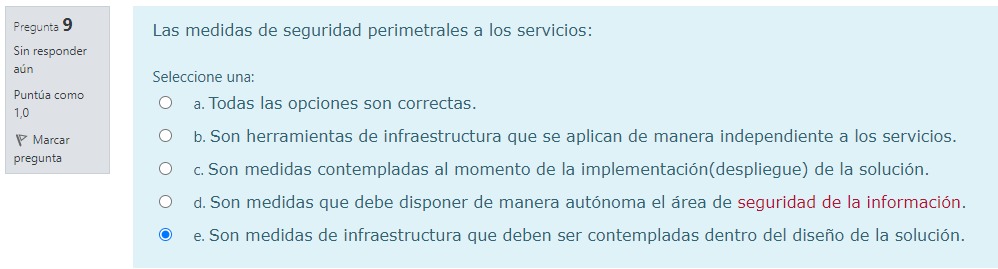 Pregunta 9
Sin responder
aún
Puntúa como
1,0
Marcar
pregunta
Las medidas de seguridad perimetrales a los servicios:
Seleccione una:
a. Todas las opciones son correctas.
b. Son herramientas de infraestructura que se aplican de manera independiente a los servicios.
c. Son medidas contempladas al momento de la implementación(despliegue) de la solución.
d. Son medidas que debe disponer de manera autónoma el área de seguridad de la información.
e. Son medidas de infraestructura que deben ser contempladas dentro del diseño de la solución.